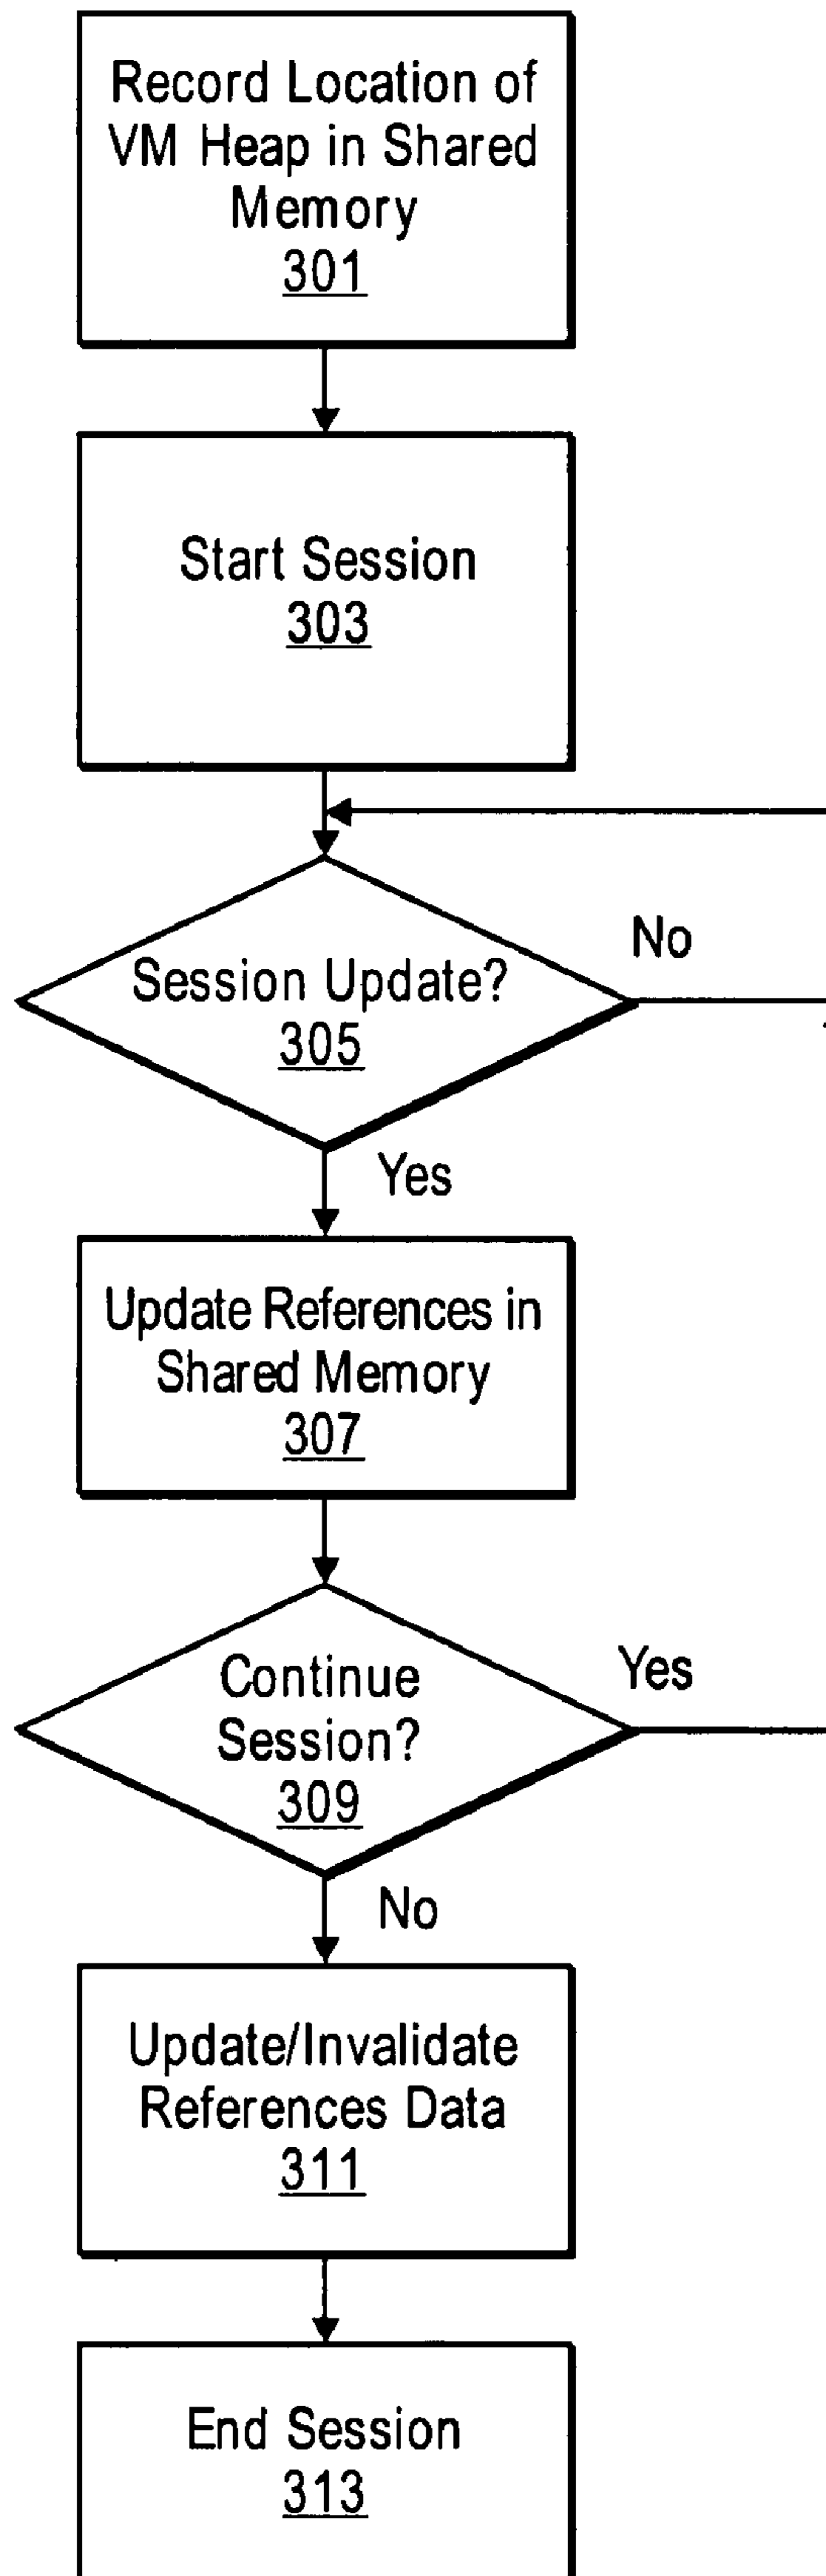 Record Location of
VM Heap in Shared
Memory
301
Start Session
303
No
Session Update?
305
Yes
Update References in
Shared Memory
307
Yes
Continue
Session?
309
No
Update/Invalidate
References Data
311
End Session
313